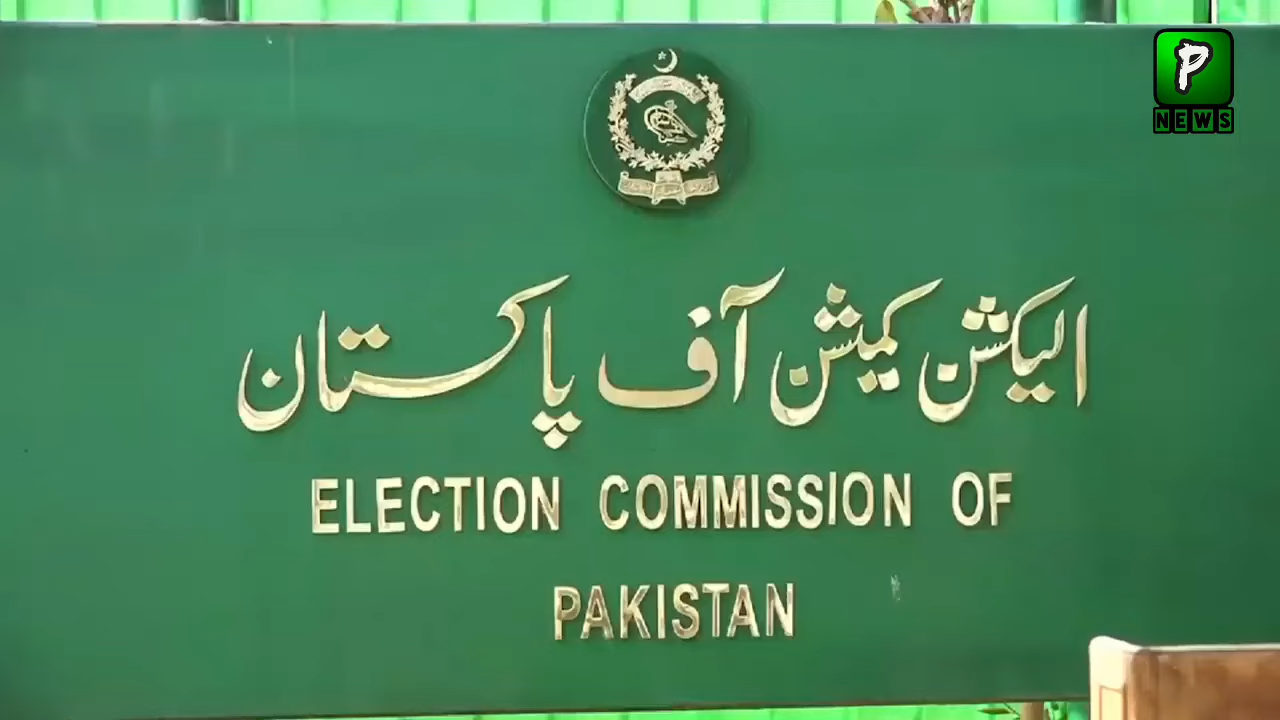 الیکشن کمیشن آف پاکستان
ELECTION COMMISSION OF
PAKISTAN
P
NEWS